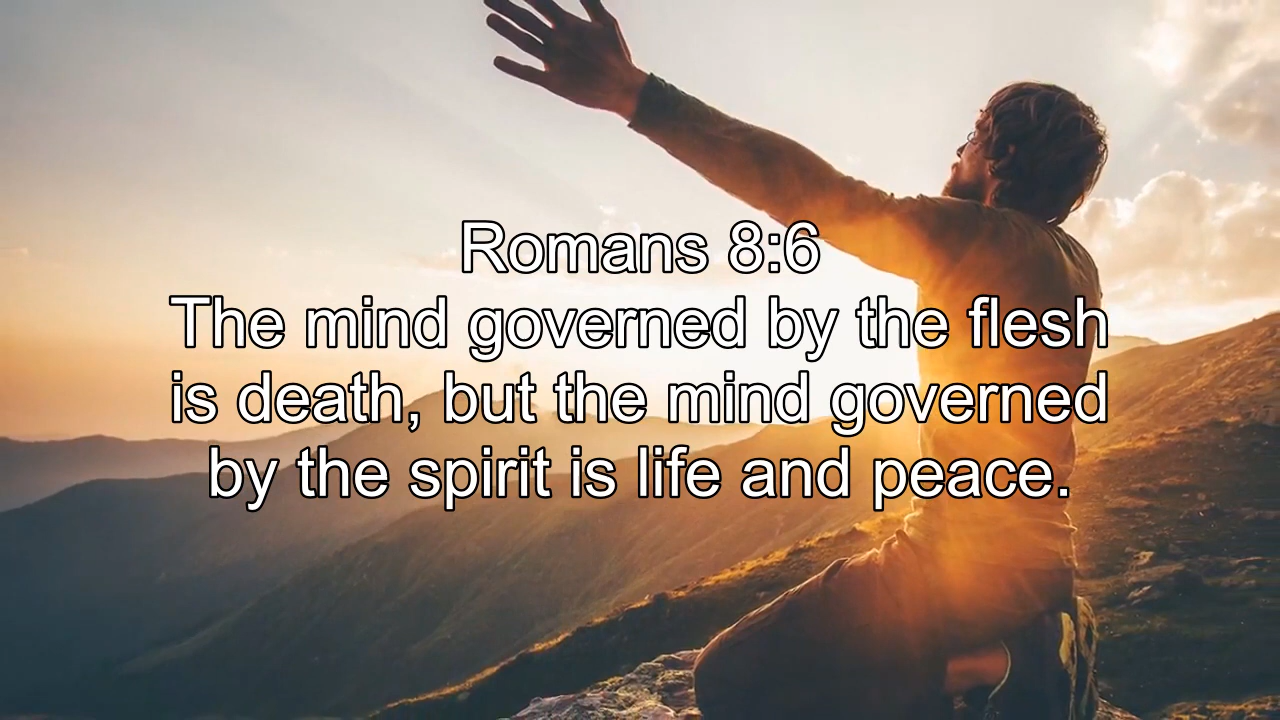 Romans 8:6
The mind governed by the flesh
is death, but the mind governed
by the spirit is life and peace.